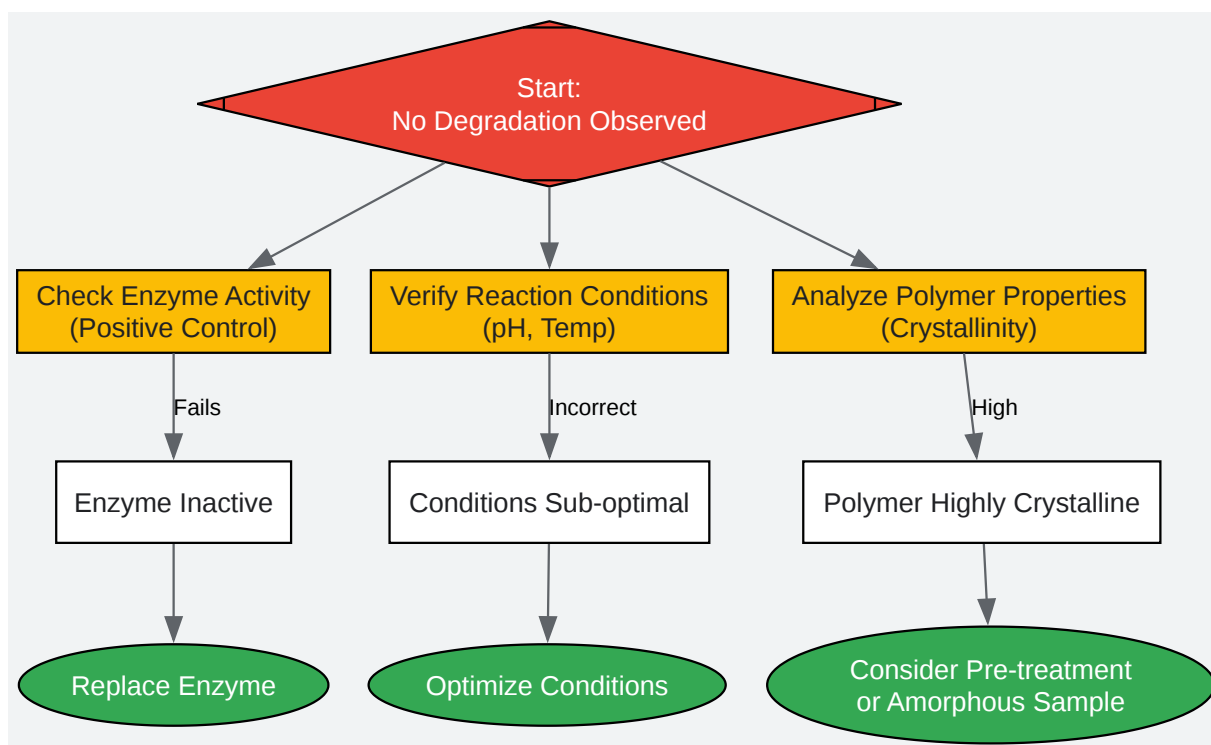 Start:
No Degradation Observed
Check Enzyme Activity
(Positive Control)
Verify Reaction Conditions
(pH, Temp)
Analyze Polymer Properties
(Crystallinity)
Fails
Incorrect
High
Enzyme Inactive
Conditions Sub-optimal
Polymer Highly Crystalline
Replace Enzyme
Optimize Conditions
Consider Pre-treatment
or Amorphous Sample